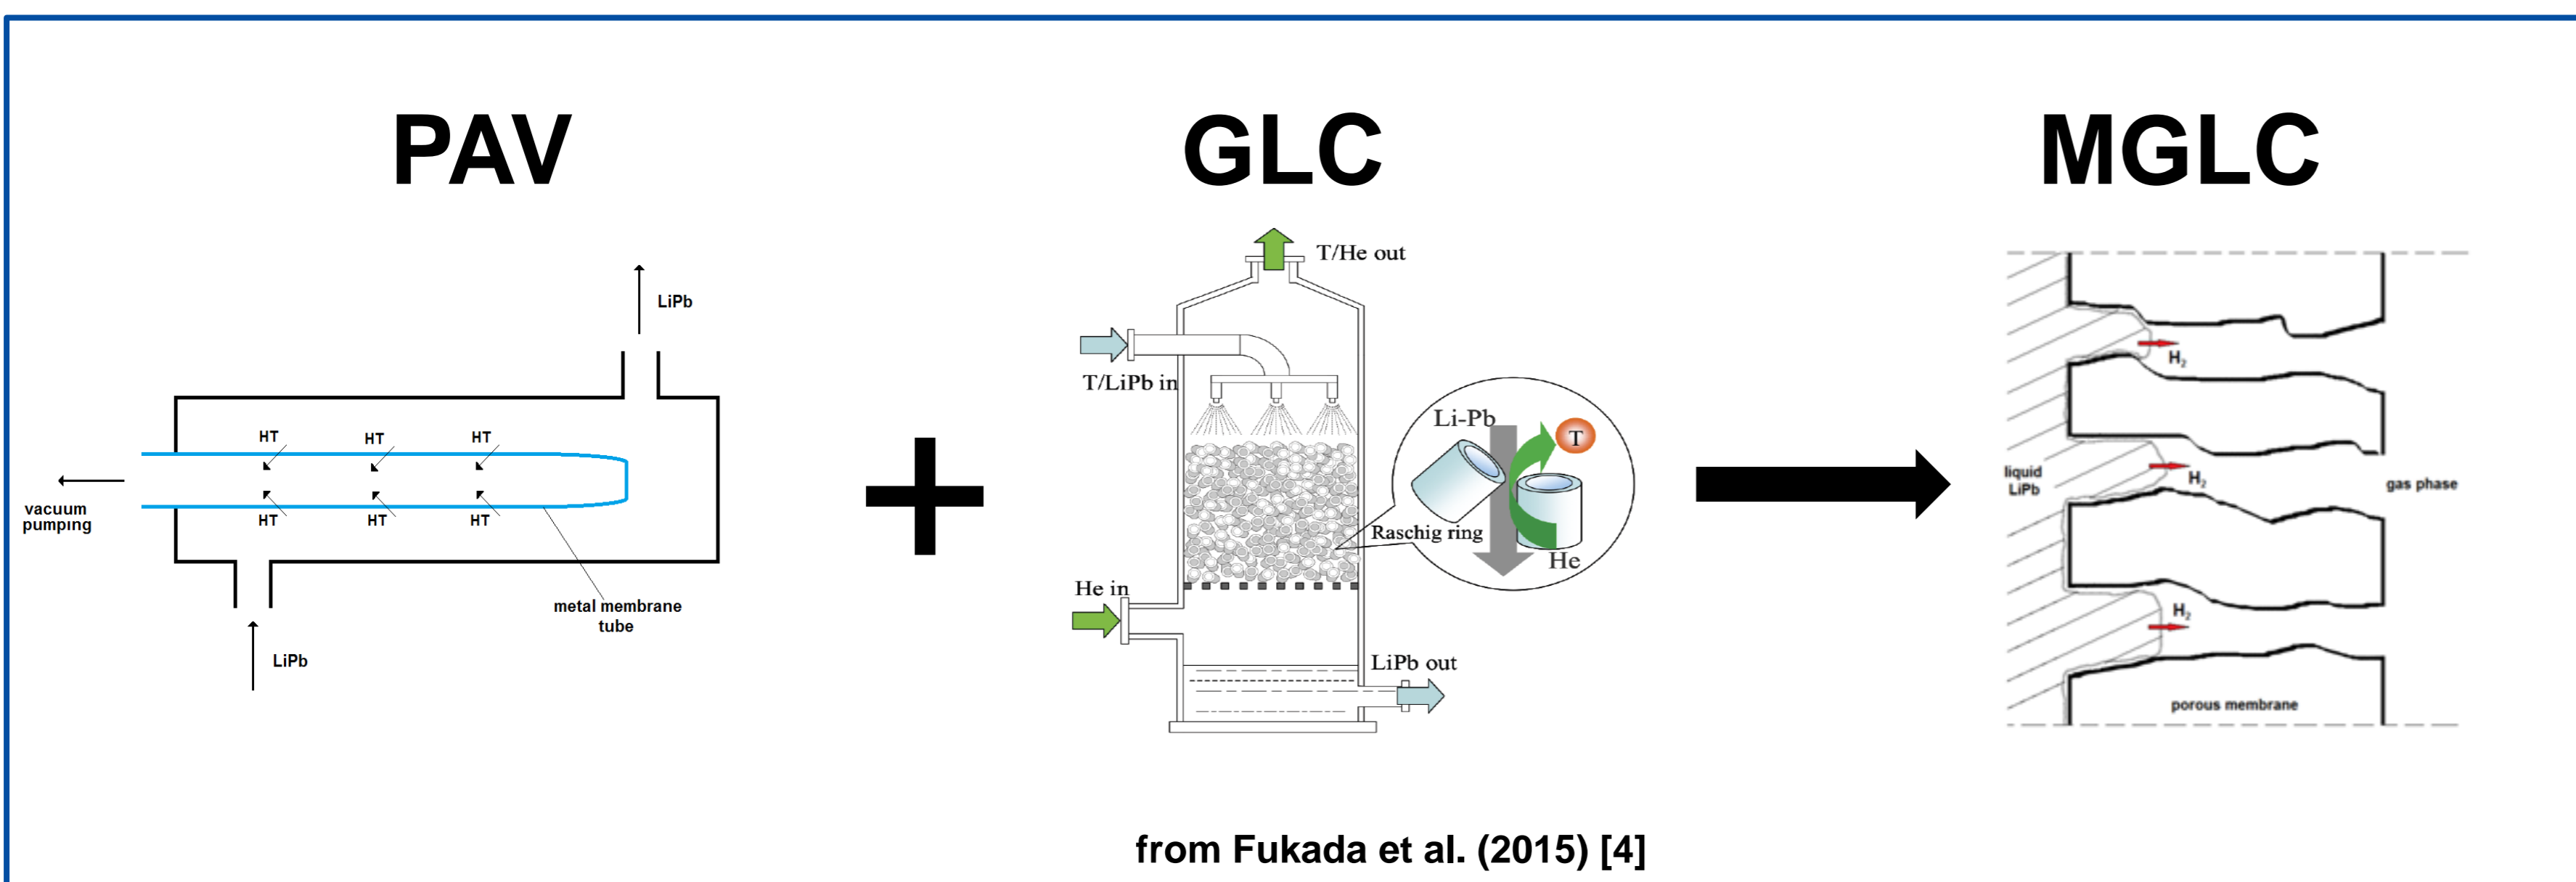 PAV
LiPb
HT
HT
HT
HT
HT
HT
vacuum
pumping
metal membrane
tube
LiPb
+
GLC
T/He out
T/LiPb in
Li-Pb
T
Raschig ring
He
He in
LiPb out
from Fukada et al. (2015) [4]
MGLC
H₂
liquid
LiPb
H₂
gas phase
H₂
porous membrane